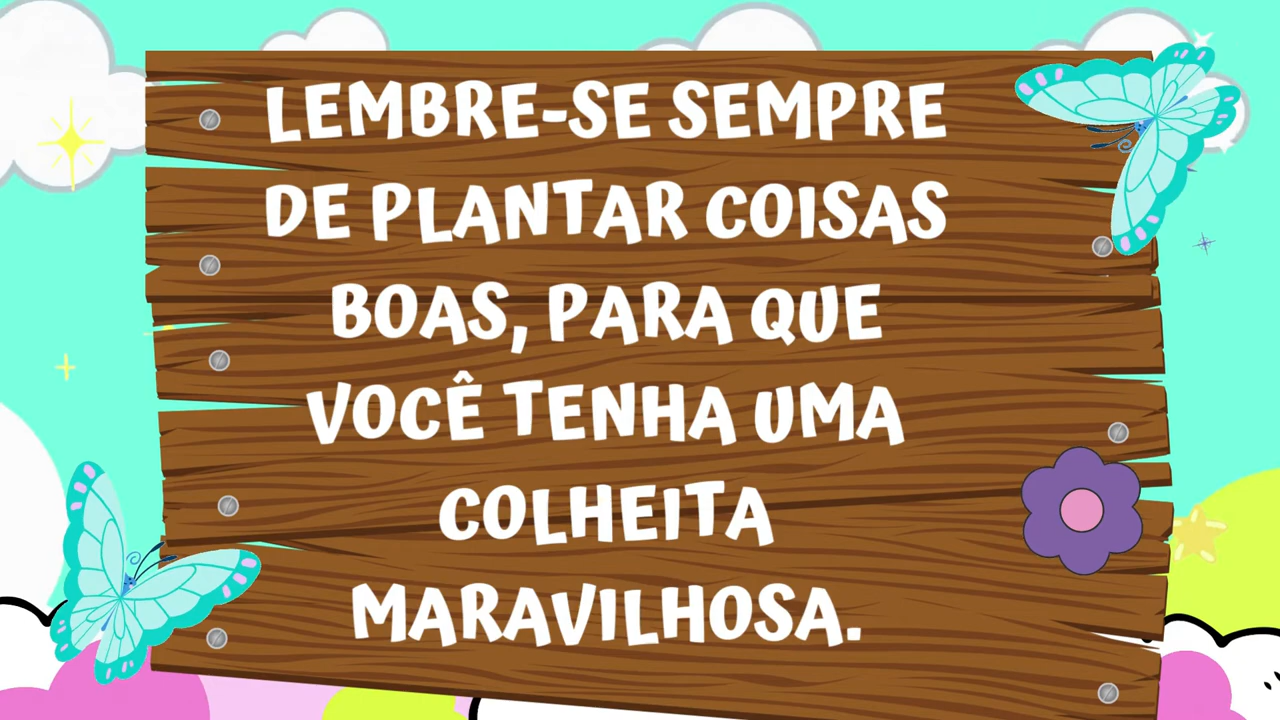 LEMBRE-SE SEMPRE
DE PLANTAR COISAS
BOAS, PARA QUE
VOCÊ TENHA UMA
COLHEITA
MARAVILHOSA.